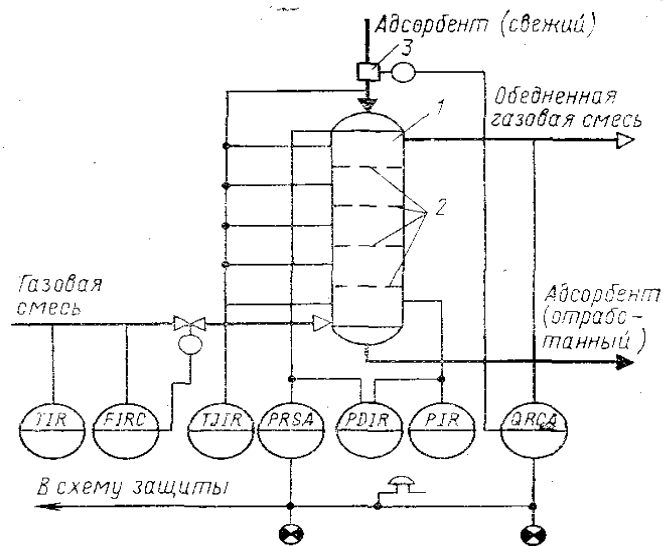 Адсорбент (свежий)
3
1
Обедненная
газовая смесь
2
Газовая
смесь
Адсорбент
(отрабо-
танный)
TIR
FIRC
TJIR
PRSA
PDIR
PIR
QRCA
В схему защиты